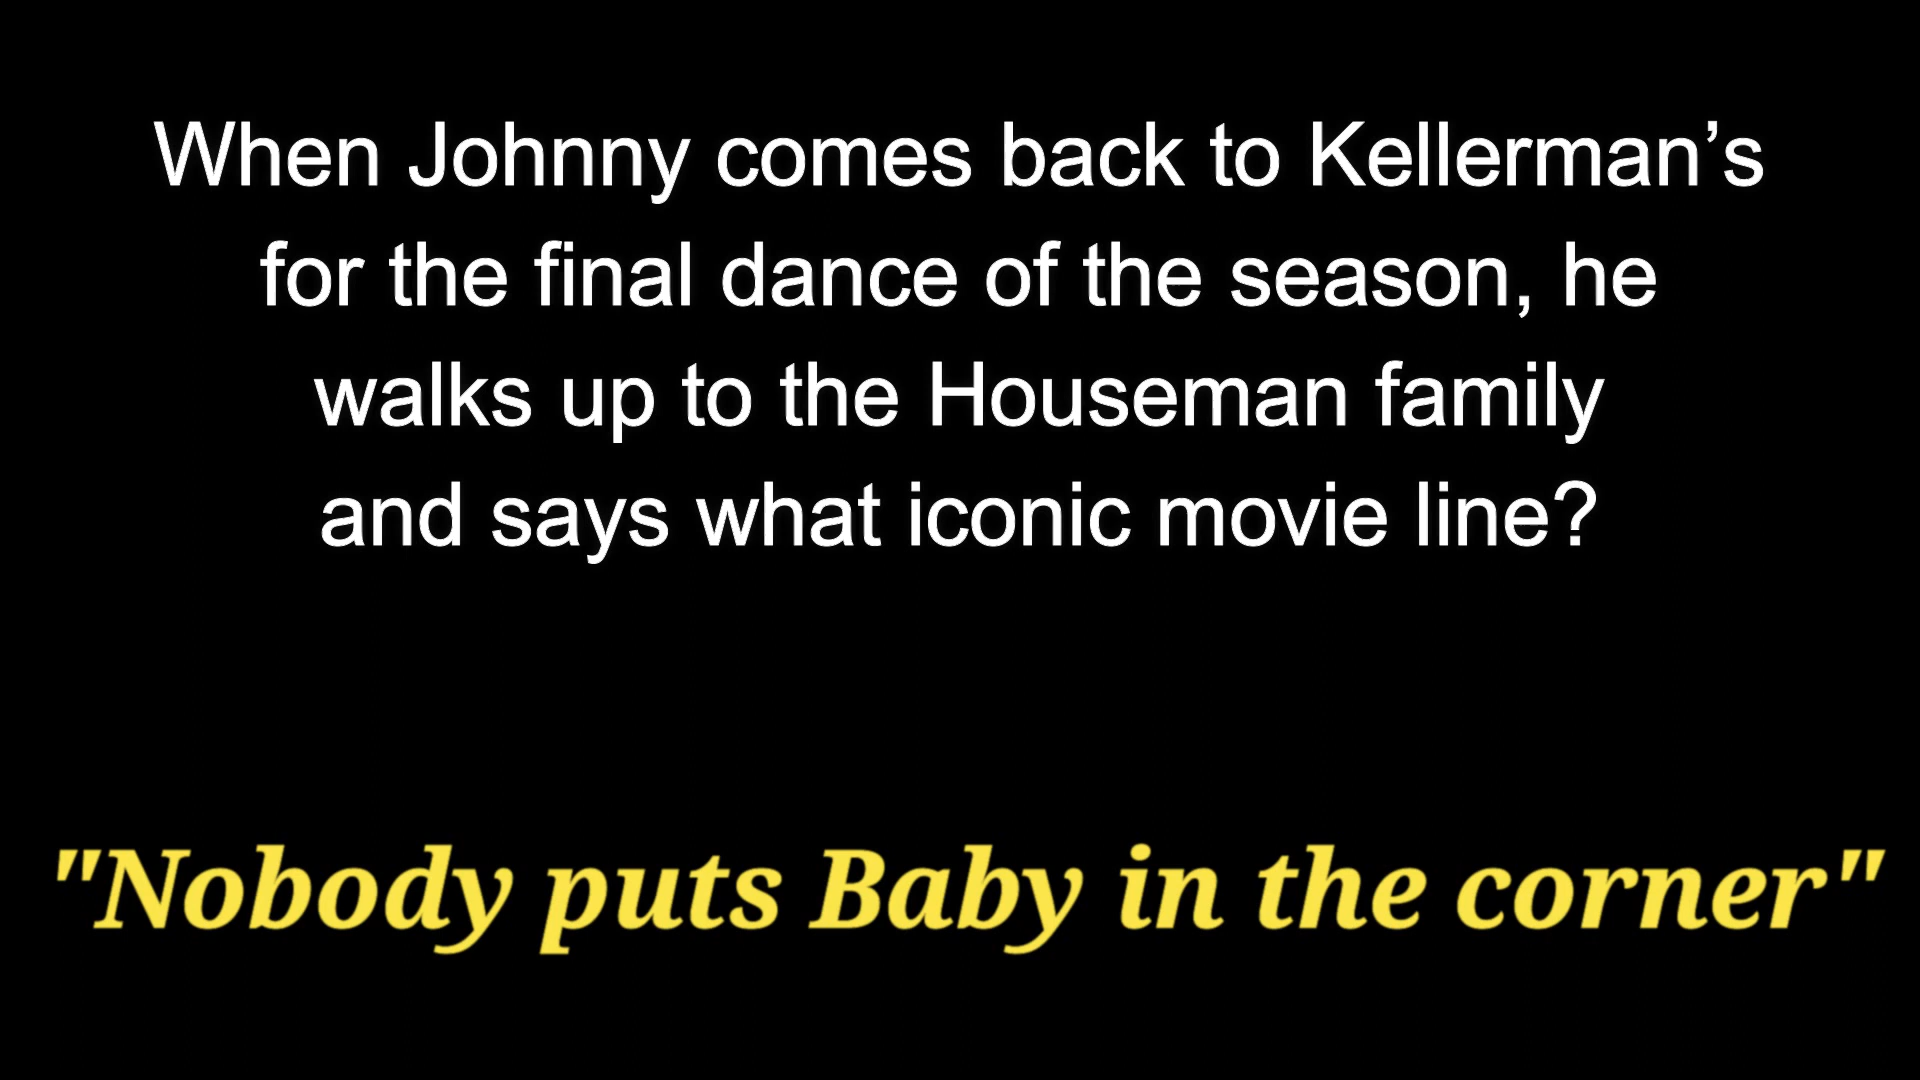 When Johnny comes back to Kellerman’s
for the final dance of the season, he
walks up to the Houseman family
and says what iconic movie line?
"Nobody puts Baby in the corner"